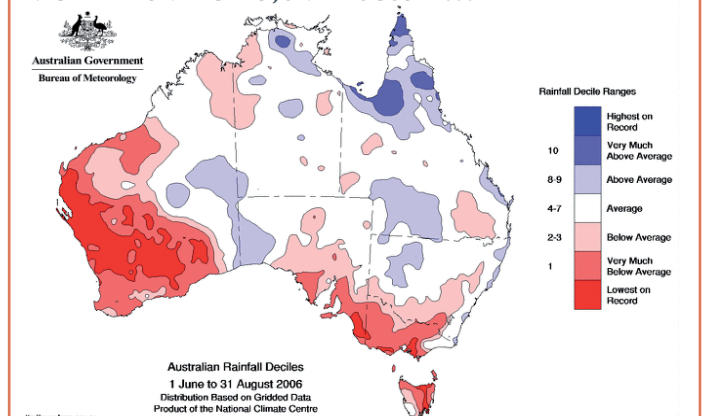 Australian Government
Bureau of Meteorology
Rainfall Decile Ranges
Highest on
Record
10
Very Much
Above Average
8-9
Above Average
4-7
Average
2-3
Below Average
1
Very Much
Below Average
Lowest on
Record
Australian Rainfall Deciles
1 June to 31 August 2006
Distribution Based on Gridded Data
Product of the National Climate Centre